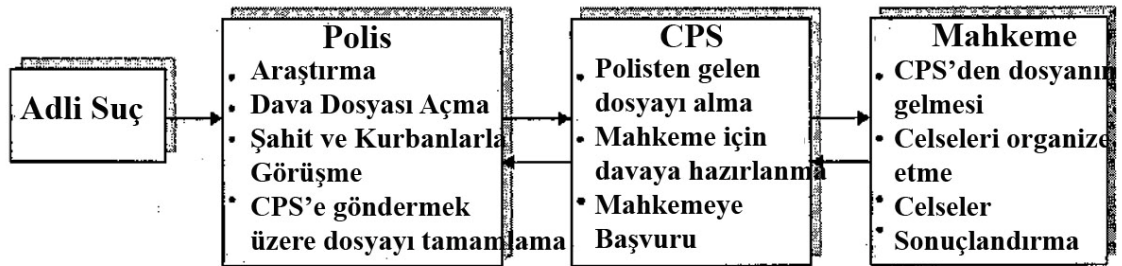 Adli Suç
Polis
Araştırma
Dava Dosyası Açma
Şahit ve Kurbanlarla
Görüşme
CPS’e göndermek
üzere dosyayı tamamlama
CPS
Polisten gelen
dosyayı alma
Mahkeme için
davaya hazırlanma
Mahkemeye
Başvuru
Mahkeme
CPS’den dosyanın
gelmesi
Celseleri organize
etme
Celseler
Sonuçlandırma